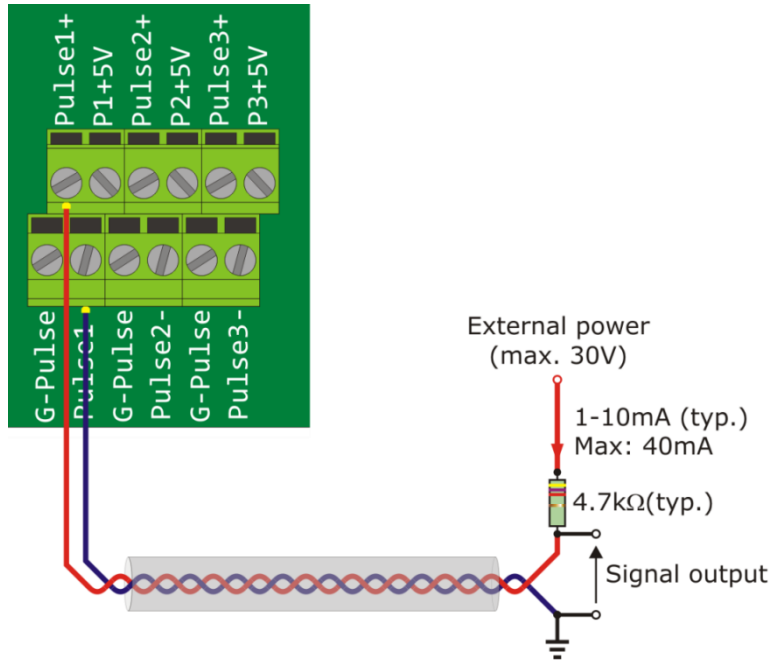 Pulse1+
P1+5V
Pulse2+
P2+5V
Pulse3+
P3+5V
G-Pulse
Pulse1
G-Pulse
Pulse2-
G-Pulse
Pulse3-
External power
(max. 30V)
1-10mA (typ.)
Max: 40mA
4.7kΩ(typ.)
Signal output